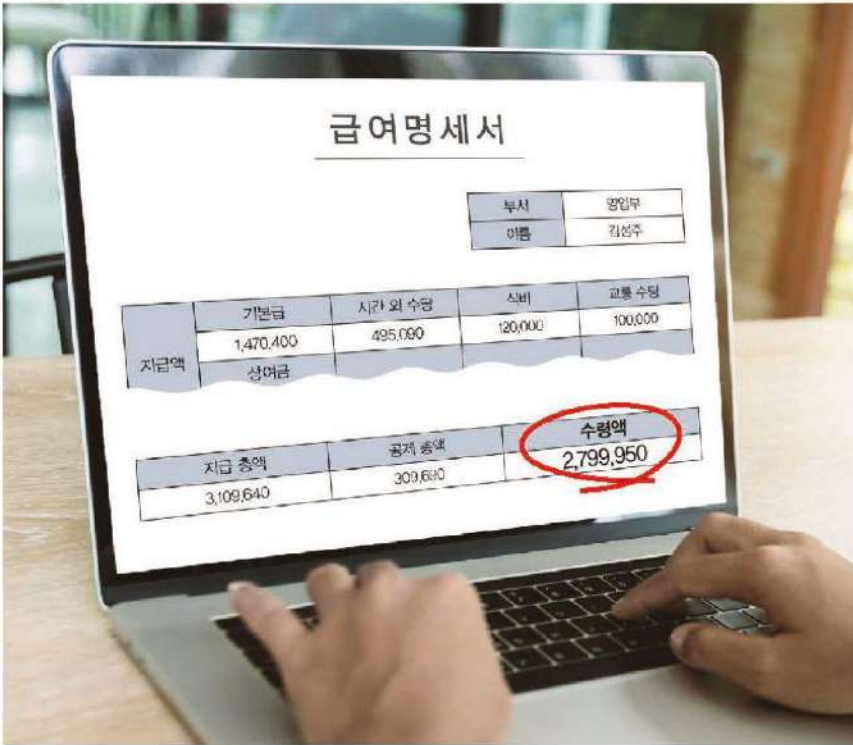 급여명세서
부서 영업부
이름 김성주
기본급 시간 외 수당 식비 교통 수당
지급액 1,470,400 495,090 120,000 100,000
상여금
지급 총액 공제 총액 수령액
3,109,640 309,690 2,799,950